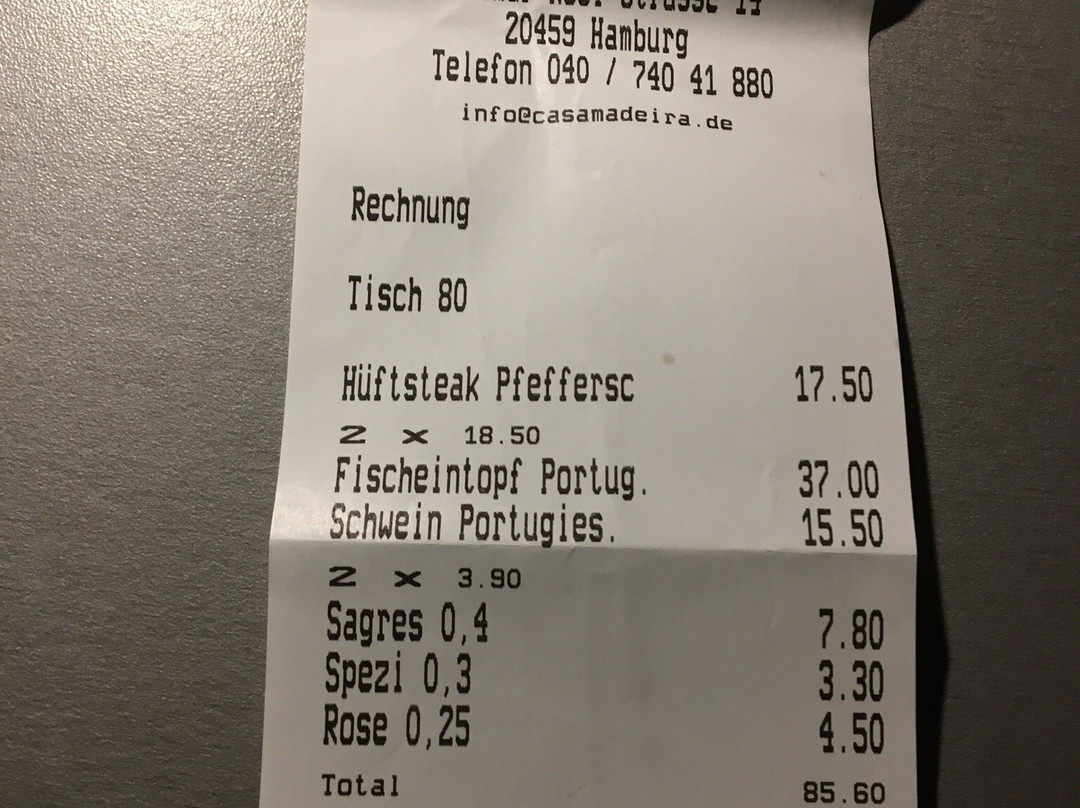 20459 Hamburg
Telefon 040 / 740 41 880
info@casamadeira.de
Rechnung
Tisch 80
Hüftsteak Pfeffersc 17.50
2 x 18.50
Fischeintopf Portug. 37.00
Schwein Portugies. 15.50
2 x 3.90
Sagres 0,4 7.80
Spezi 0,3 3.30
Rose 0,25 4.50
Total 85.60